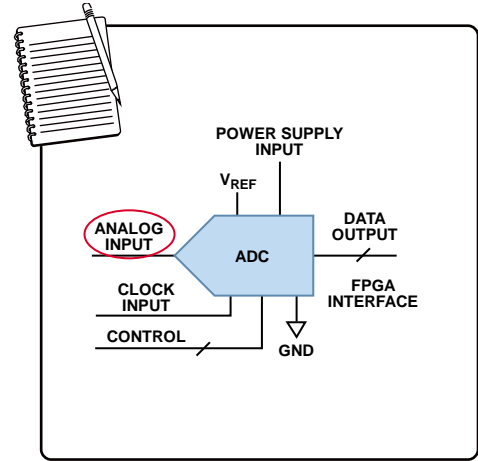 POWER SUPPLY
INPUT
VREF
ANALOG
INPUT
ADC
DATA
OUTPUT
CLOCK
INPUT
FPGA
INTERFACE
CONTROL
GND